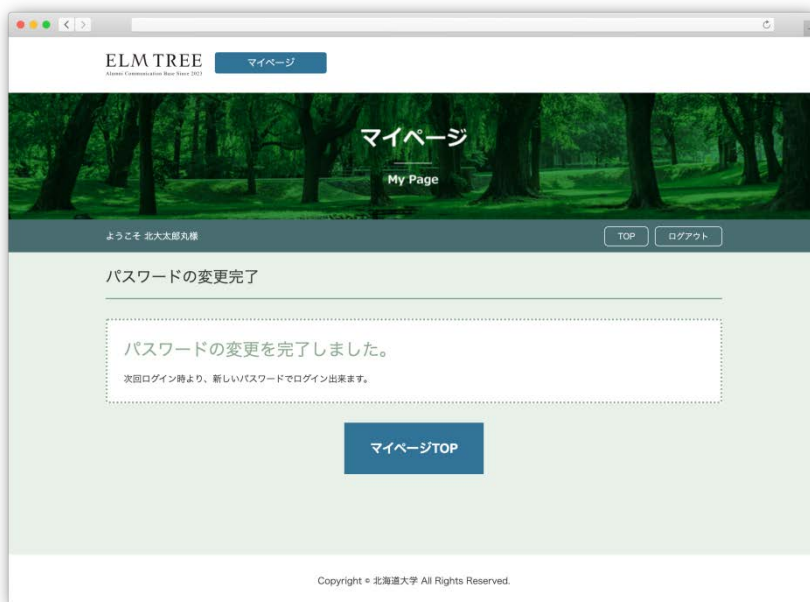 ELM TREE
Alumni Communication Base Since 2023
マイページ
マイページ
My Page
ようこそ 北大太郎丸様
TOP
ログアウト
パスワードの変更完了
パスワードの変更を完了しました。
次回ログイン時より、新しいパスワードでログイン出来ます。
マイページTOP
Copyright © 北海道大学 All Rights Reserved.